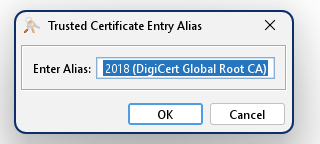 Trusted Certificate Entry Alias
Enter Alias: 2018 (DigiCert Global Root CA)
OK Cancel